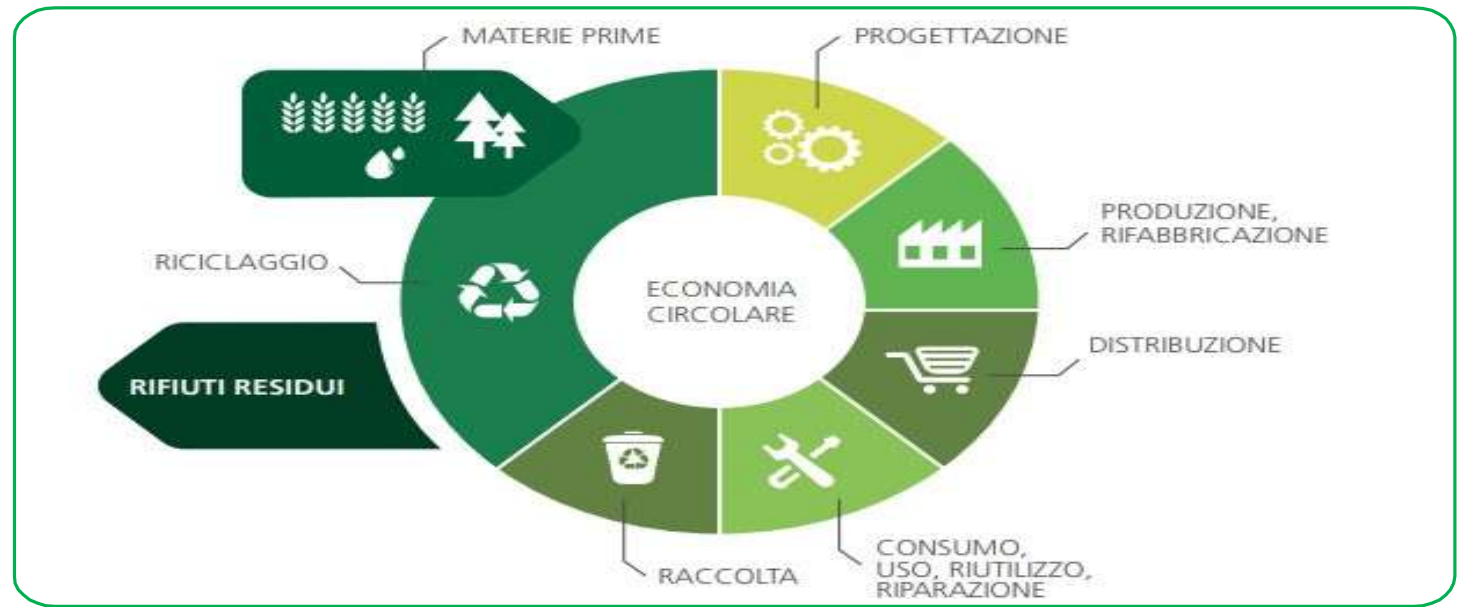 MATERIE PRIME
PROGETTAZIONE
PRODUZIONE,
RIFABBRICAZIONE
RICICLAGGIO
ECONOMIA
CIRCOLARE
DISTRIBUZIONE
RIFIUTI RESIDUI
CONSUMO,
USO, RIUTILIZZO,
RIPARAZIONE
RACCOLTA